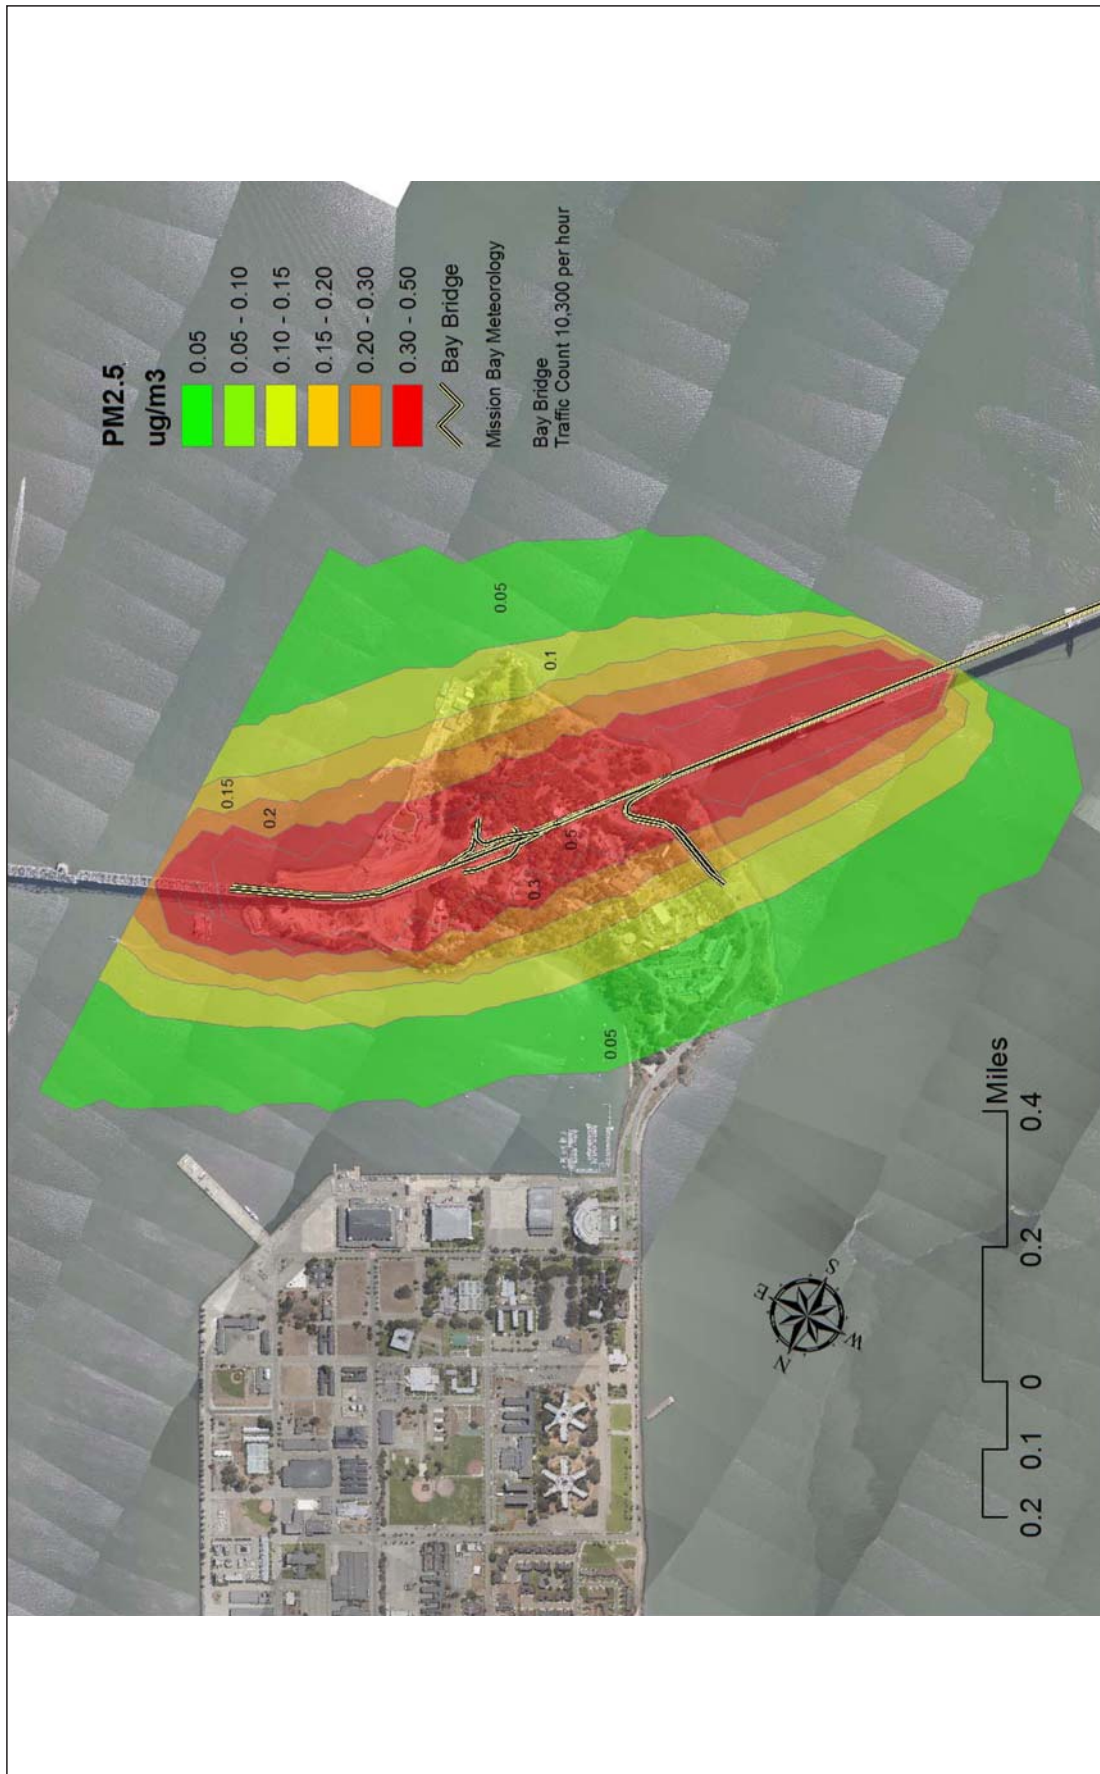 PM2.5
ug/m3
0.05
0.05 - 0.10
0.10 - 0.15
0.15 - 0.20
0.20 - 0.30
0.30 - 0.50
Bay Bridge
Mission Bay Meteorology
Bay Bridge
Traffic Count 10,300 per hour
0.05
0.1
0.15
0.2
0.5
0.3
0.05
N
E
S
W
Miles
0.2
0.1
0
0.2
0.4